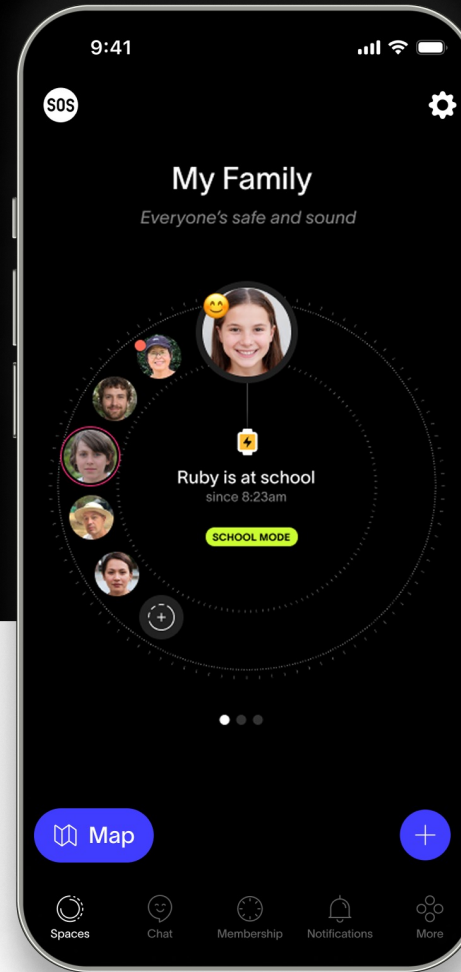 9:41
SOS
My Family
Everyone's safe and sound
Ruby is at school
since 8:23am
SCHOOL MODE
Map
Spaces
Chat
Membership
Notifications
More